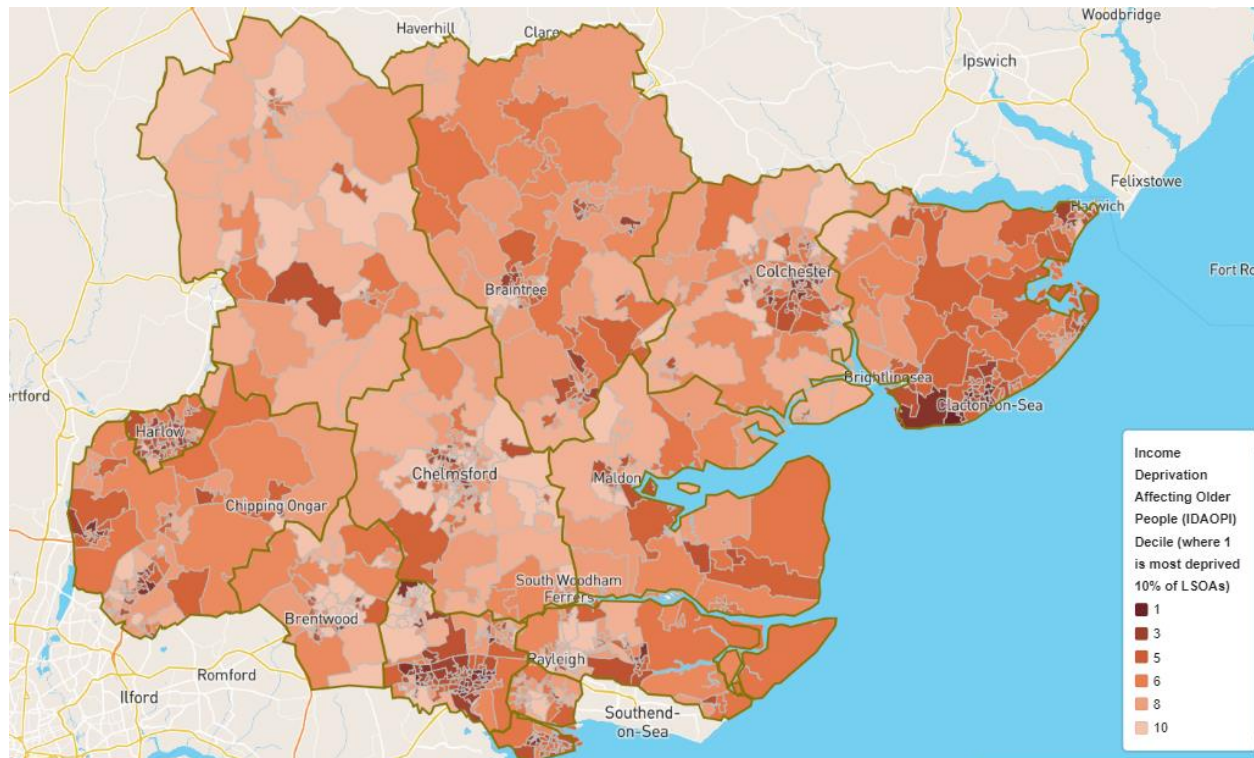 Haverhill
Clare
Woodbridge
Ipswich
Felixstowe
Harwich
Colchester
Braintree
Fort Ro
ertford
Brightlingsea
Clacton-on-Sea
Harlow
Chelmsford
Maldon
Chipping Ongar
South Woodham
Ferrers
Brentwood
Rayleigh
Romford
Ilford
Southend-
on-Sea
Income
Deprivation
Affecting Older
People (IDAOPI)
Decile (where 1
is most deprived
10% of LSOAs)
1
3
5
6
8
10